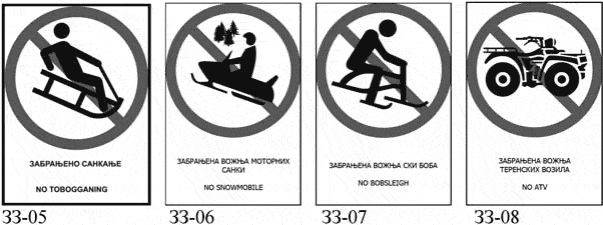 ЗАБРАЊЕНО САНКАЊЕ
NO TOBOGGANING
33-05
ЗАБРАЊЕНА ВОЖЊА МОТОРНИХ
САНКИ
NO SNOWMOBILE
33-06
ЗАБРАЊЕНА ВОЖЊА СКИ БОБА
NO BOBSLEIGH
33-07
ЗАБРАЊЕНА ВОЖЊА
ТЕРЕНСКИХ ВОЗИЛА
NO ATV
33-08